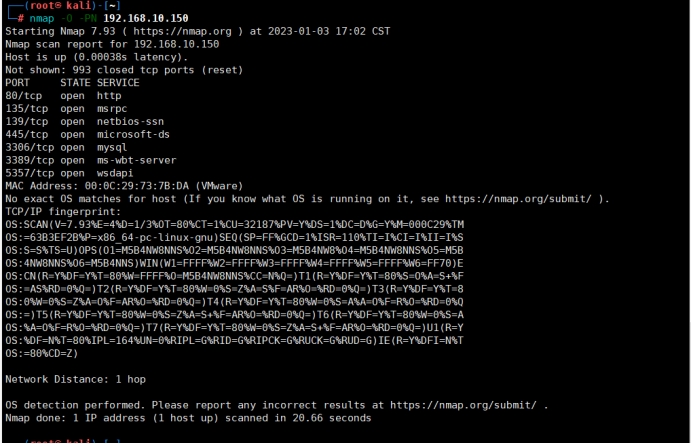 (root㉿kali)-[~]
# nmap -O -PN 192.168.10.150
Starting Nmap 7.93 ( https://nmap.org ) at 2023-01-03 17:02 CST
Nmap scan report for 192.168.10.150
Host is up (0.00038s latency).
Not shown: 993 closed tcp ports (reset)
PORT     STATE SERVICE
80/tcp   open  http
135/tcp  open  msrpc
139/tcp  open  netbios-ssn
445/tcp  open  microsoft-ds
3306/tcp open  mysql
3389/tcp open  ms-wbt-server
5357/tcp open  wsdapi
MAC Address: 00:0C:29:73:7B:DA (VMware)
No exact OS matches for host (If you know what OS is running on it, see https://nmap.org/submit/ ).
TCP/IP fingerprint:
OS:SCAN(V=7.93%E=4%D=1/3%OT=80%CT=1%CU=32187%PV=Y%DS=1%DC=D%G=Y%M=000C29%TM
OS:=63B3EF2B%P=x86_64-pc-linux-gnu)SEQ(SP=FF%GCD=1%ISR=110%TI=I%CI=I%II=I%S
OS:S=S%TS=U)OPS(O1=M5B4NW8NNS%O2=M5B4NW8NNS%O3=M5B4NW8%O4=M5B4NW8NNS%O5=M5B
OS:4NW8NNS%O6=M5B4NNS)WIN(W1=FFFF%W2=FFFF%W3=FFFF%W4=FFFF%W5=FFFF%W6=FF70)E
OS:CN(R=Y%DF=Y%T=80%W=FFFF%O=M5B4NW8NNS%CC=N%Q=)T1(R=Y%DF=Y%T=80%S=O%A=S+%F
OS:=AS%RD=0%Q=)T2(R=Y%DF=Y%T=80%W=0%S=Z%A=S%F=AR%O=%RD=0%Q=)T3(R=Y%DF=Y%T=8
OS:0%W=0%S=Z%A=O%F=AR%O=%RD=0%Q=)T4(R=Y%DF=Y%T=80%W=0%S=A%A=O%F=R%O=%RD=0%Q
OS:=)T5(R=Y%DF=Y%T=80%W=0%S=Z%A=S+%F=AR%O=%RD=0%Q=)T6(R=Y%DF=Y%T=80%W=0%S=A
OS:%A=O%F=R%O=%RD=0%Q=)T7(R=Y%DF=Y%T=80%W=0%S=Z%A=S+%F=AR%O=%RD=0%Q=)U1(R=Y
OS:%DF=N%T=80%IPL=164%UN=0%RIPL=G%RID=G%RIPCK=G%RUCK=G%RUD=G)IE(R=Y%DFI=N%T
OS:=80%CD=Z)
Network Distance: 1 hop
OS detection performed. Please report any incorrect results at https://nmap.org/submit/ .
Nmap done: 1 IP address (1 host up) scanned in 20.66 seconds